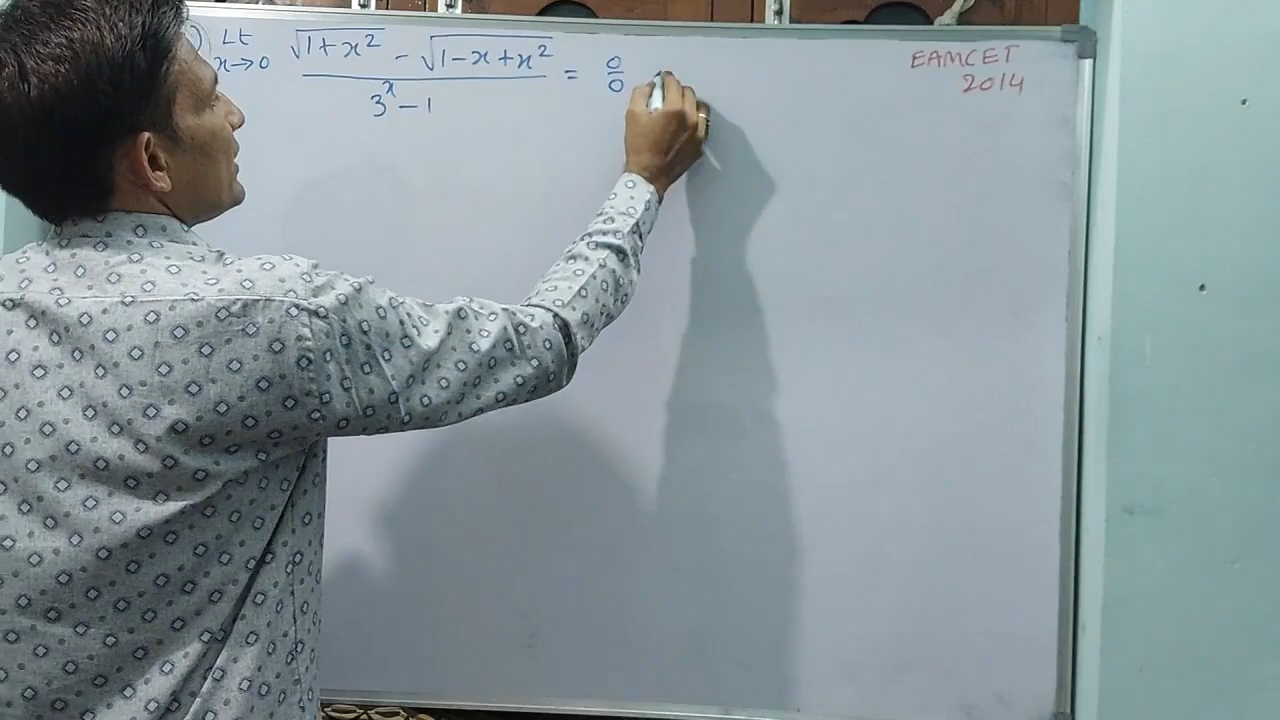 ) Lt √1+x² - √1-x+x² = 0/0
x→0 3ˣ-1
EAMCET
2014